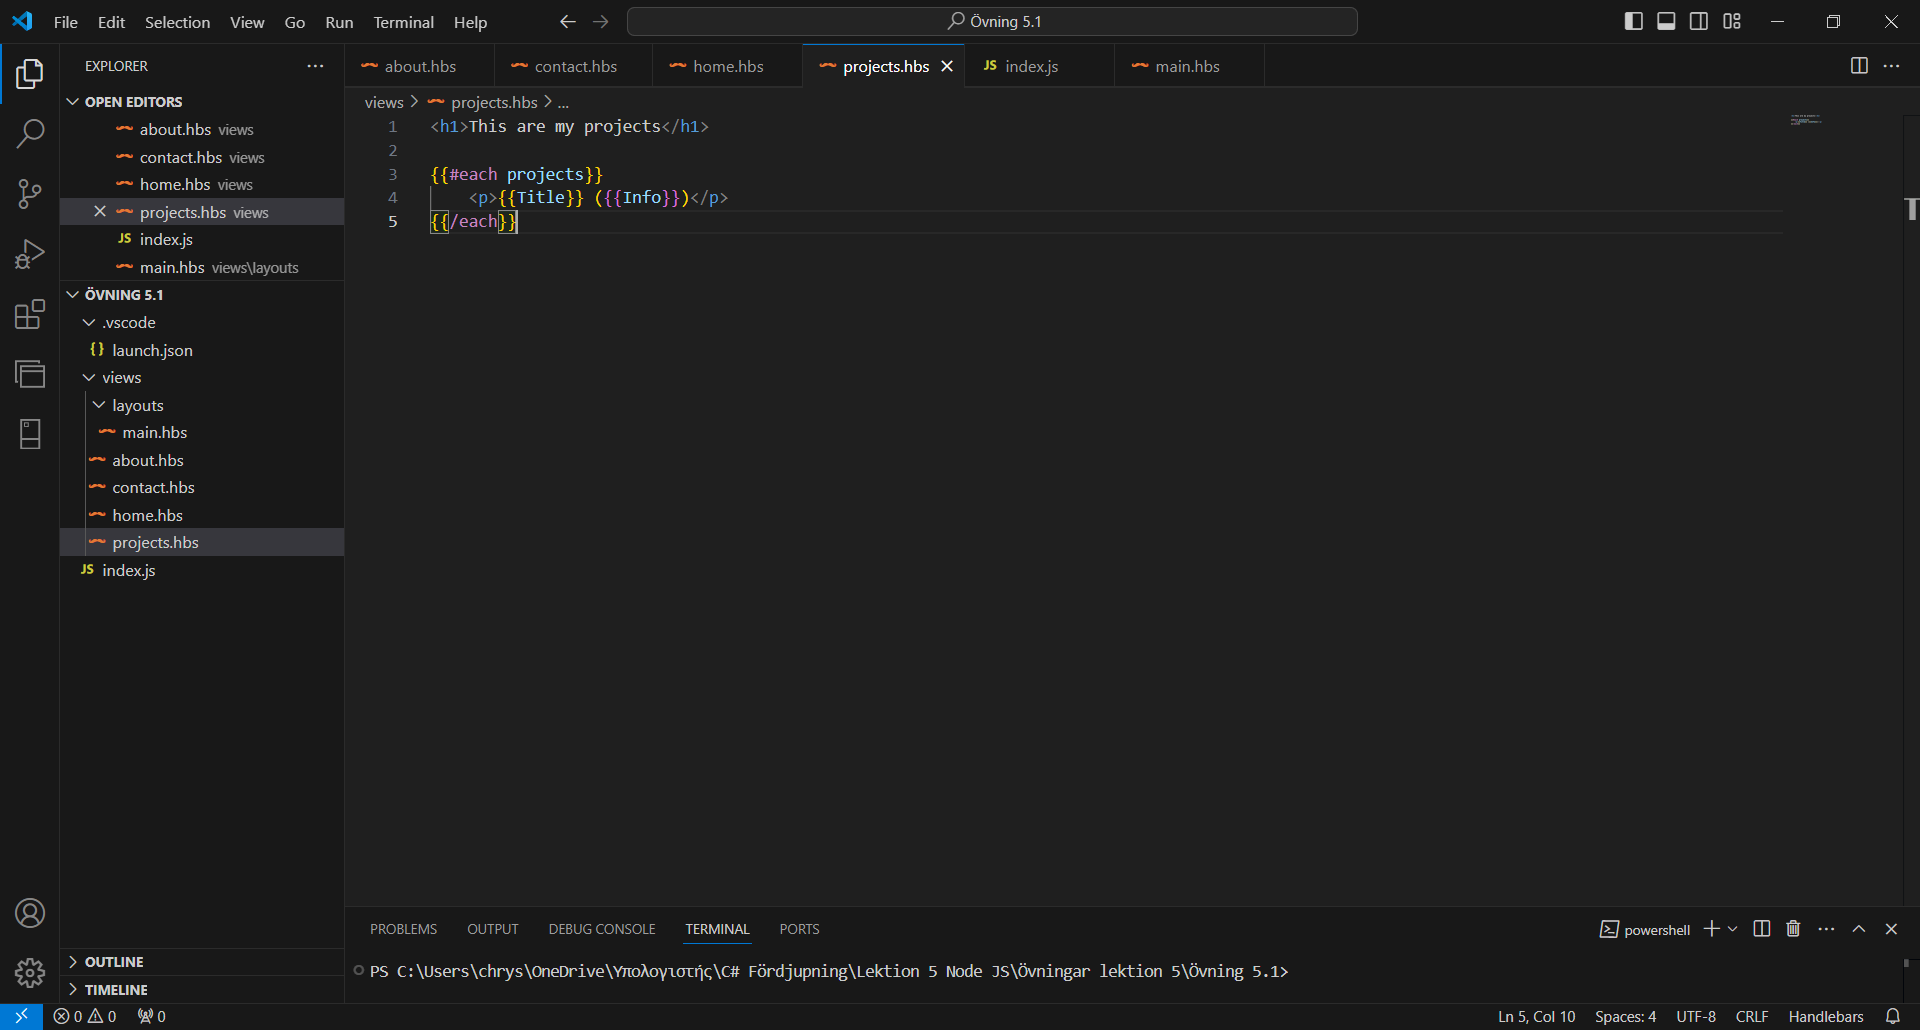 File Edit Selection View Go Run Terminal Help
Övning 5.1
EXPLORER
OPEN EDITORS
about.hbs views
contact.hbs views
home.hbs views
projects.hbs views
JS index.js
main.hbs views\layouts
ÖVNING 5.1
.vscode
{} launch.json
views
layouts
main.hbs
about.hbs
contact.hbs
home.hbs
projects.hbs
JS index.js
OUTLINE
TIMELINE
about.hbs contact.hbs home.hbs projects.hbs JS index.js main.hbs
views > projects.hbs > ...
1 <h1>This are my projects</h1>
2
3 {{#each projects}}
4 <p>{{Title}} ({{Info}})</p>
5 {{/each}}
PROBLEMS OUTPUT DEBUG CONSOLE TERMINAL PORTS
powershell
PS C:\Users\chrys\OneDrive\Υπολογιστής\C# Fördjupning\Lektion 5 Node JS\Övningar lektion 5\Övning 5.1>
0 0 0
Ln 5, Col 10 Spaces: 4 UTF-8 CRLF Handlebars